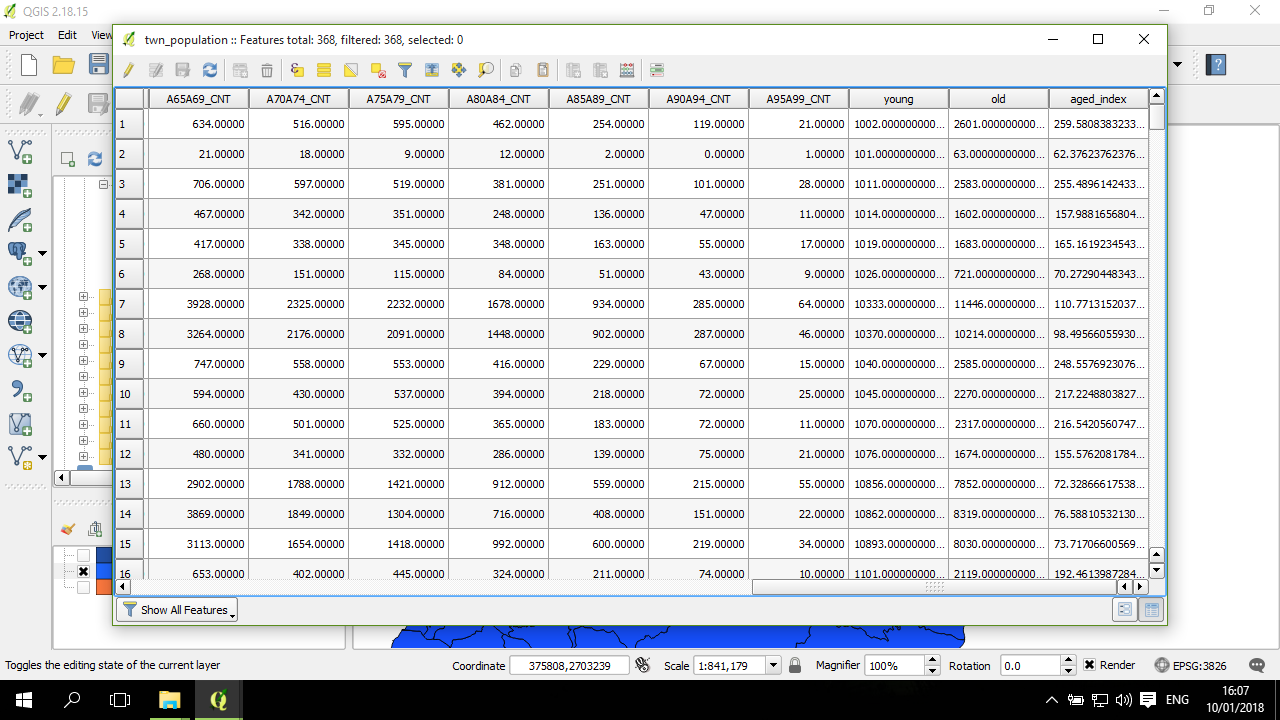 QGIS 2.18.15
Project Edit View
twn_population :: Features total: 368, filtered: 368, selected: 0
A65A69_CNT A70A74_CNT A75A79_CNT A80A84_CNT A85A89_CNT A90A94_CNT A95A99_CNT young old aged_index
1 634.00000 516.00000 595.00000 462.00000 254.00000 119.00000 21.00000 1002.000000000... 2601.000000000... 259.5808383233...
2 21.00000 18.00000 9.00000 12.00000 2.00000 0.00000 1.00000 101.0000000000... 63.00000000000... 62.37623762376...
3 706.00000 597.00000 519.00000 381.00000 251.00000 101.00000 28.00000 1011.000000000... 2583.000000000... 255.4896142433...
4 467.00000 342.00000 351.00000 248.00000 136.00000 47.00000 11.00000 1014.000000000... 1602.000000000... 157.9881656804...
5 417.00000 338.00000 345.00000 348.00000 163.00000 55.00000 17.00000 1019.000000000... 1683.000000000... 165.1619234543...
6 268.00000 151.00000 115.00000 84.00000 51.00000 43.00000 9.00000 1026.000000000... 721.0000000000... 70.27290448343...
7 3928.00000 2325.00000 2232.00000 1678.00000 934.00000 285.00000 64.00000 10333.00000000... 11446.00000000... 110.7713152037...
8 3264.00000 2176.00000 2091.00000 1448.00000 902.00000 287.00000 46.00000 10370.00000000... 10214.00000000... 98.49566055930...
9 747.00000 558.00000 553.00000 416.00000 229.00000 67.00000 15.00000 1040.000000000... 2585.000000000... 248.5576923076...
10 594.00000 430.00000 537.00000 394.00000 218.00000 72.00000 25.00000 1045.000000000... 2270.000000000... 217.2248803827...
11 660.00000 501.00000 525.00000 365.00000 183.00000 72.00000 11.00000 1070.000000000... 2317.000000000... 216.5420560747...
12 480.00000 341.00000 332.00000 286.00000 139.00000 75.00000 21.00000 1076.000000000... 1674.000000000... 155.5762081784...
13 2902.00000 1788.00000 1421.00000 912.00000 559.00000 215.00000 55.00000 10856.00000000... 7852.000000000... 72.32866617538...
14 3869.00000 1849.00000 1304.00000 716.00000 408.00000 151.00000 22.00000 10862.00000000... 8319.000000000... 76.58810532130...
15 3113.00000 1654.00000 1418.00000 992.00000 600.00000 219.00000 34.00000 10893.00000000... 8030.000000000... 73.71706600569...
16 653.00000 402.00000 445.00000 324.00000 211.00000 74.00000 10.00000 1101.000000000... 2119.000000000... 192.4613987284...
Show All Features
Toggles the editing state of the current layer Coordinate 375808,2703239 Scale 1:841,179 Magnifier 100% Rotation 0.0 Render EPSG:3826
ENG 16:07
10/01/2018